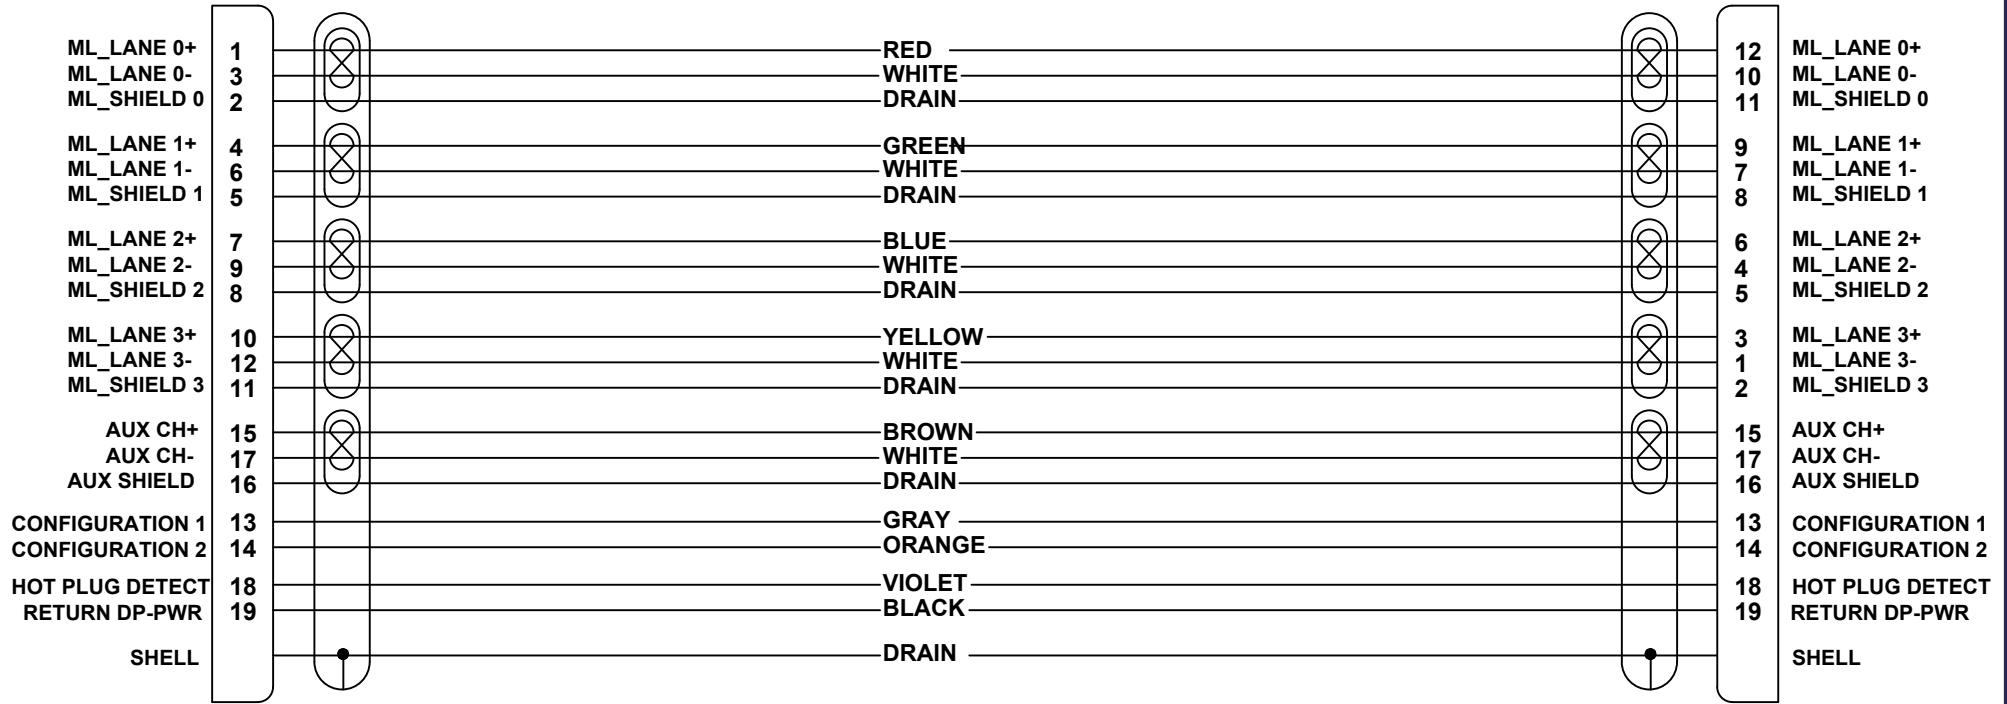 ML_LANE 0+ 1 RED 12 ML_LANE 0+
ML_LANE 0- 3 WHITE 10 ML_LANE 0-
ML_SHIELD 0 2 DRAIN 11 ML_SHIELD 0
ML_LANE 1+ 4 GREEN 9 ML_LANE 1+
ML_LANE 1- 6 WHITE 7 ML_LANE 1-
ML_SHIELD 1 5 DRAIN 8 ML_SHIELD 1
ML_LANE 2+ 7 BLUE 6 ML_LANE 2+
ML_LANE 2- 9 WHITE 4 ML_LANE 2-
ML_SHIELD 2 8 DRAIN 5 ML_SHIELD 2
ML_LANE 3+ 10 YELLOW 3 ML_LANE 3+
ML_LANE 3- 12 WHITE 1 ML_LANE 3-
ML_SHIELD 3 11 DRAIN 2 ML_SHIELD 3
AUX CH+ 15 BROWN 15 AUX CH+
AUX CH- 17 WHITE 17 AUX CH-
AUX SHIELD 16 DRAIN 16 AUX SHIELD
CONFIGURATION 1 13 GRAY 13 CONFIGURATION 1
CONFIGURATION 2 14 ORANGE 14 CONFIGURATION 2
HOT PLUG DETECT 18 VIOLET 18 HOT PLUG DETECT
RETURN DP-PWR 19 BLACK 19 RETURN DP-PWR
SHELL DRAIN SHELL